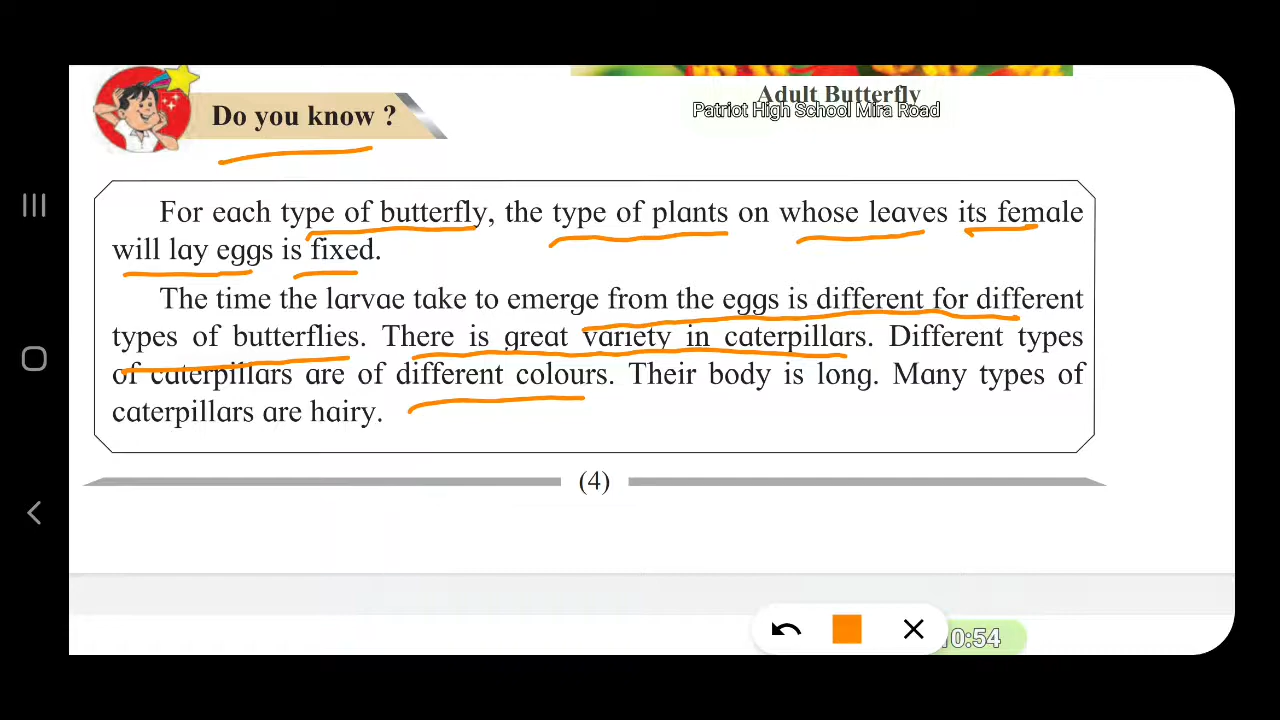 Adult Butterfly
Patriot High School Mira Road
Do you know ?
For each type of butterfly, the type of plants on whose leaves its female
will lay eggs is fixed.
The time the larvae take to emerge from the eggs is different for different
types of butterflies. There is great variety in caterpillars. Different types
of caterpillars are of different colours. Their body is long. Many types of
caterpillars are hairy.
(4)
10:54